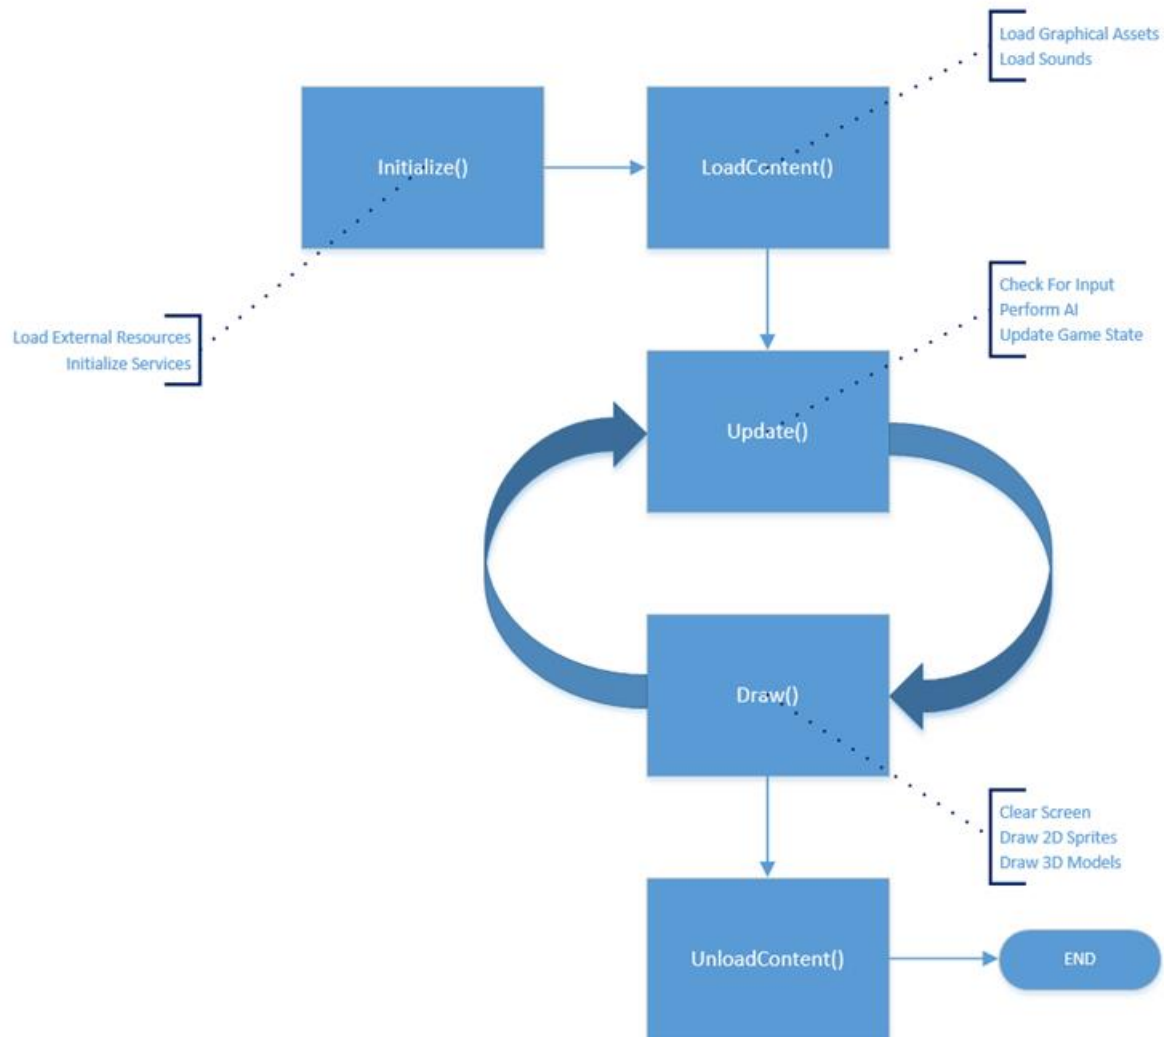 Load Graphical Assets
Load Sounds
Initialize()
LoadContent()
Load External Resources
Initialize Services
Check For Input
Perform AI
Update Game State
Update()
Draw()
Clear Screen
Draw 2D Sprites
Draw 3D Models
UnloadContent()
END